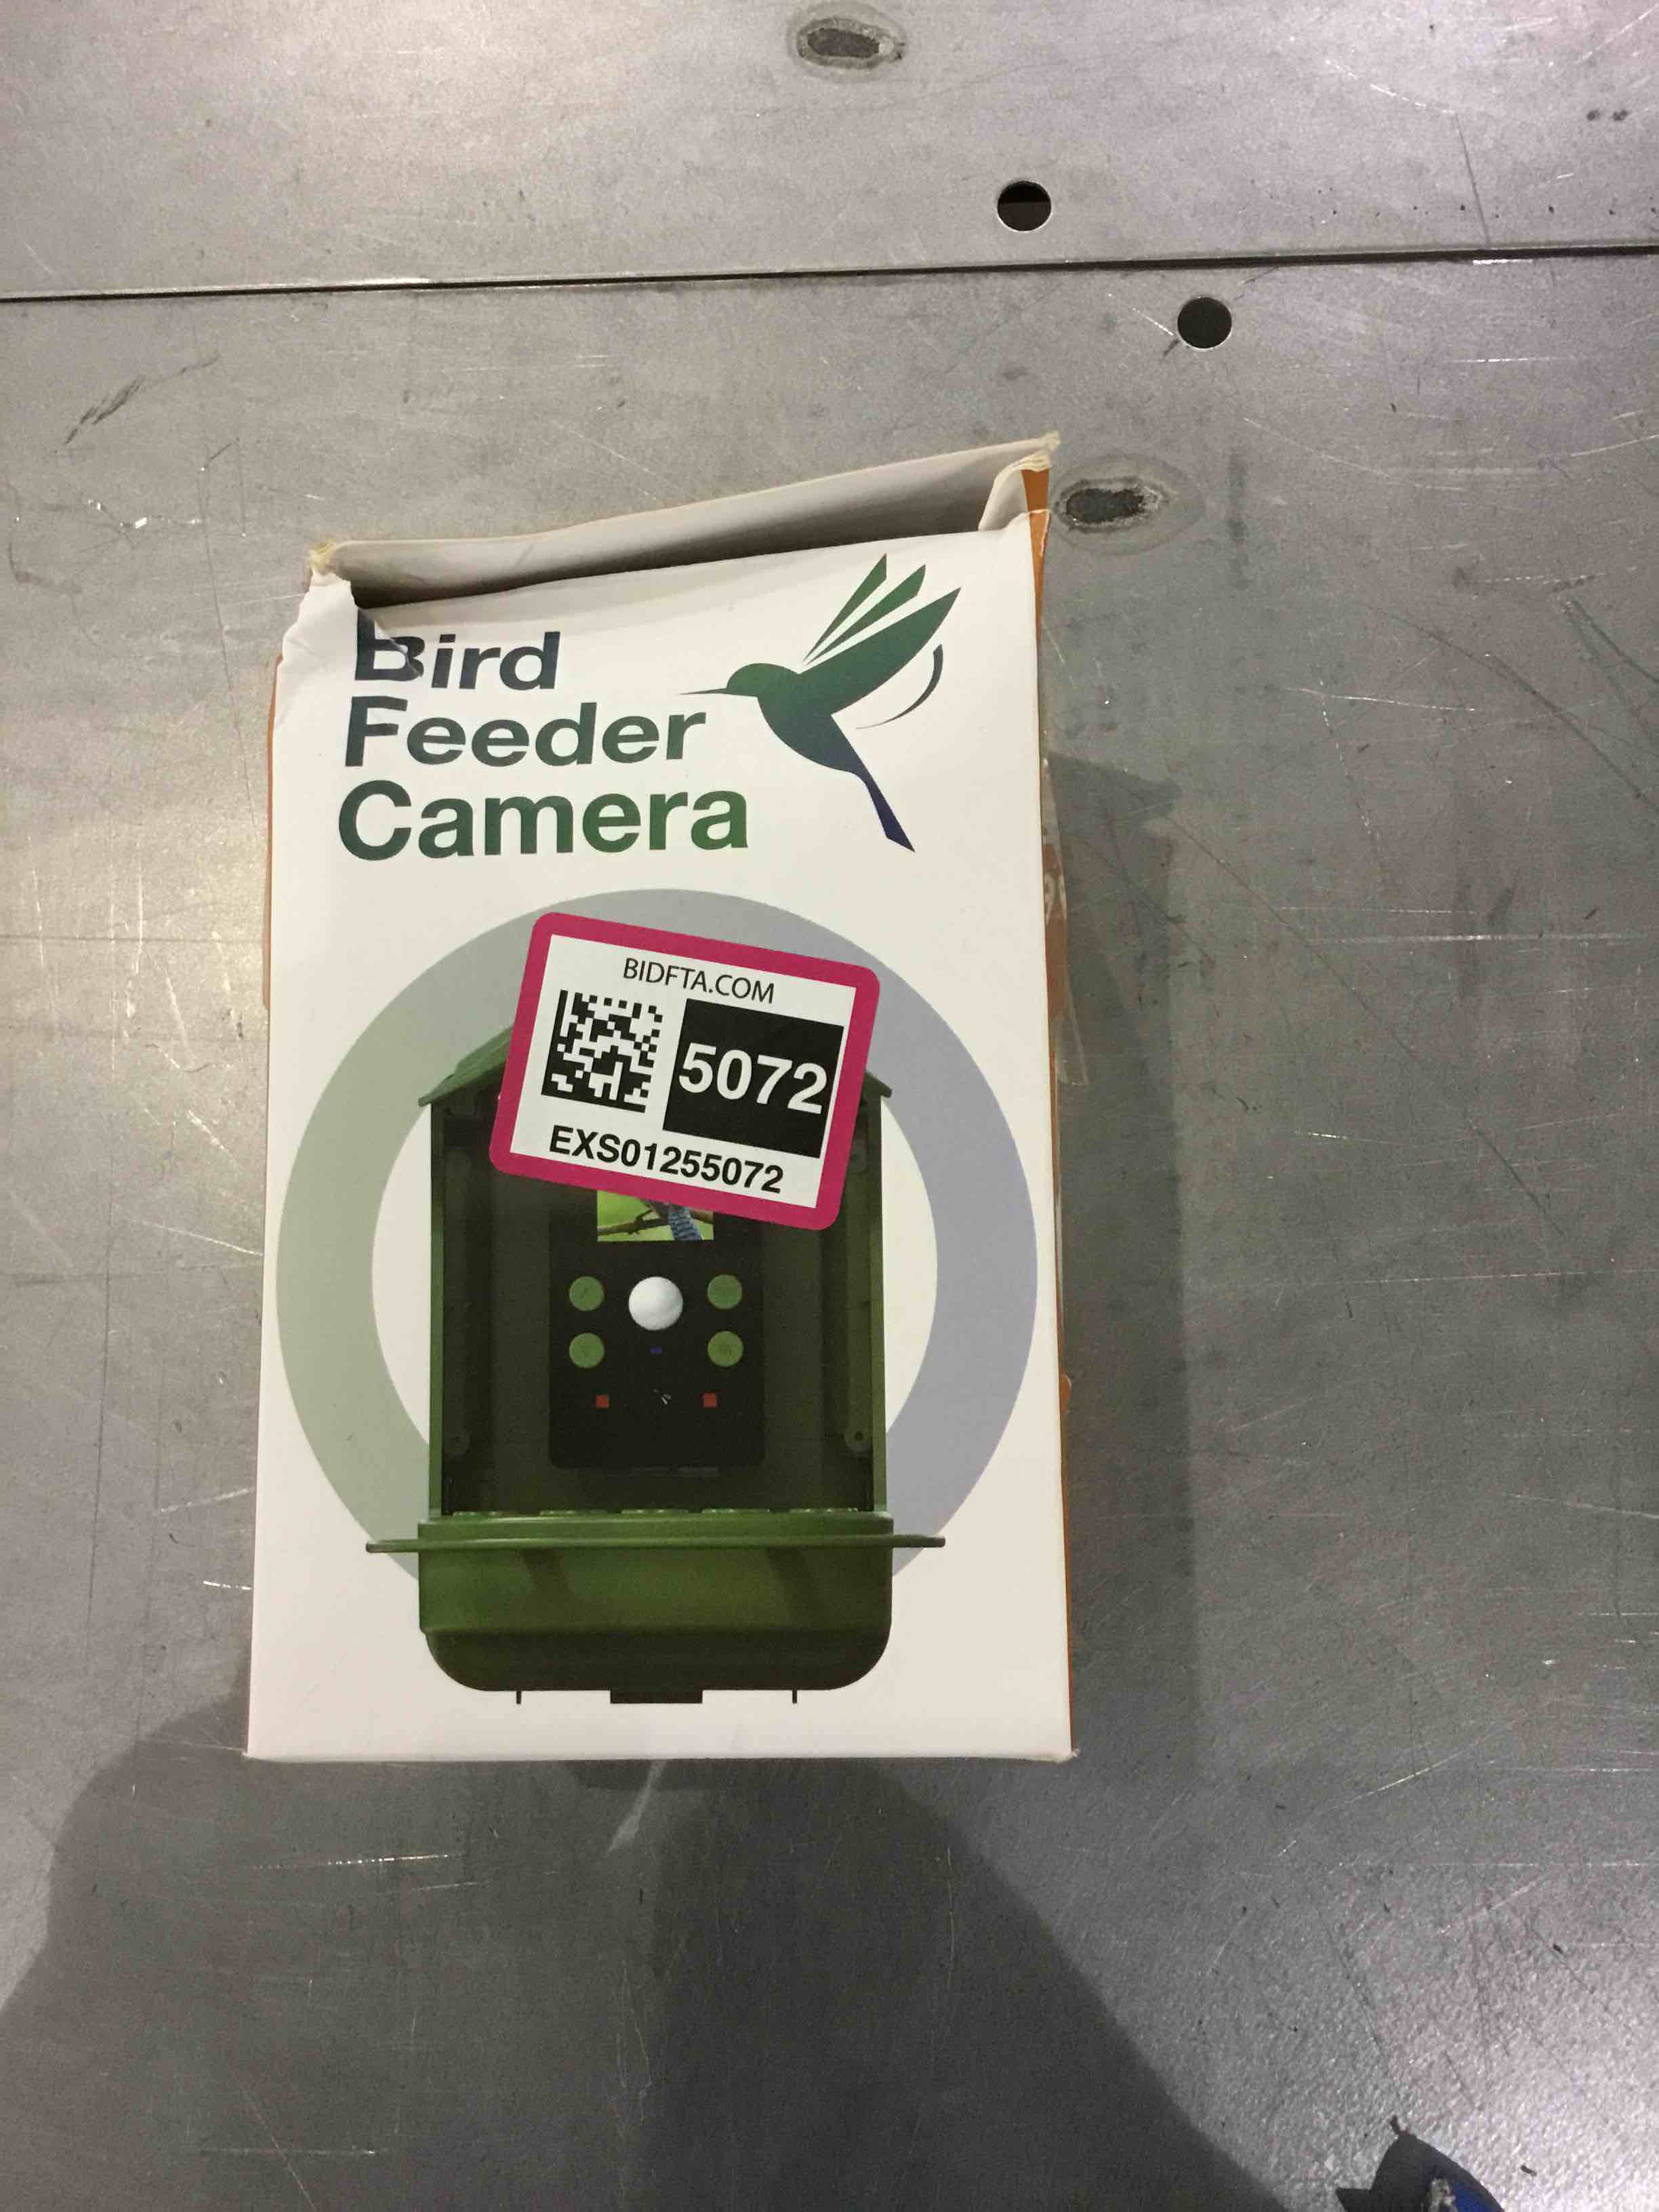 Bird
Feeder
Camera
BIDFTA.COM
5072
EXS01255072